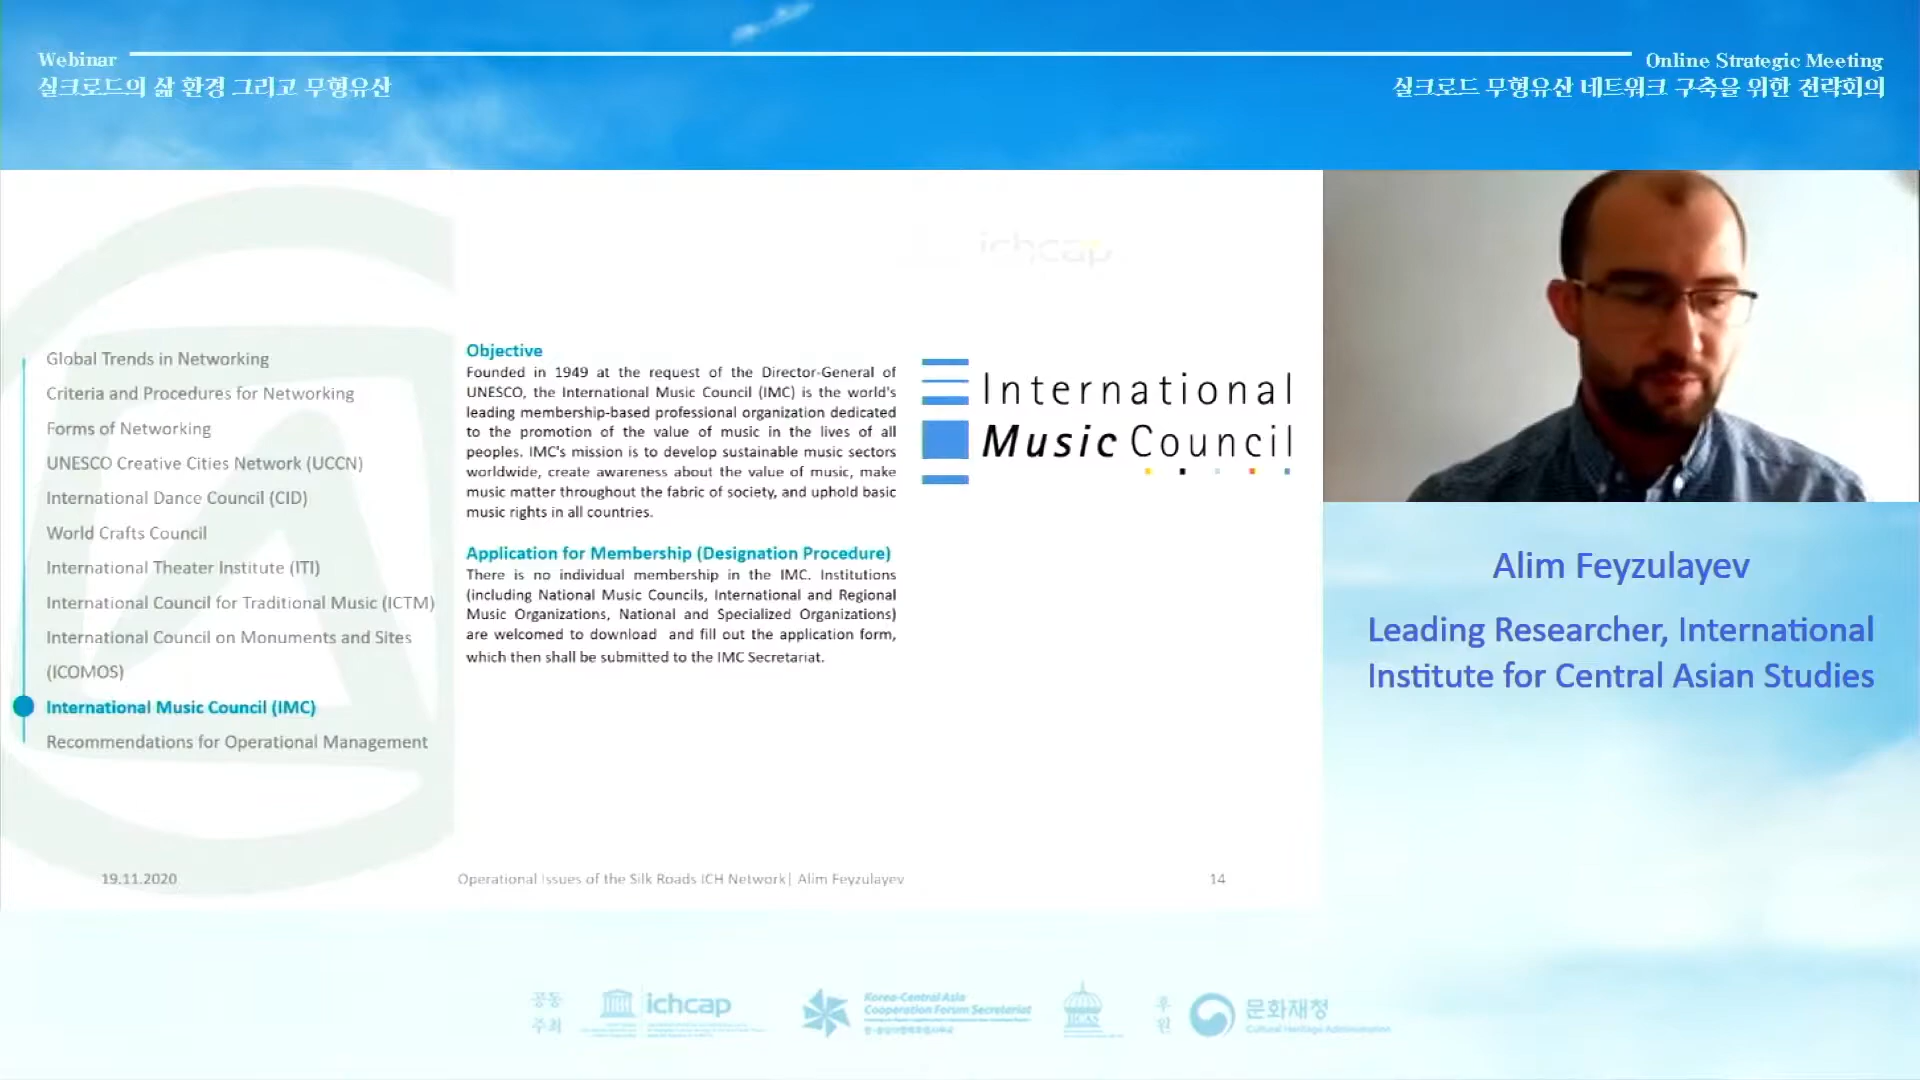 Webinar
실크로드의 삶 환경 그리고 무형유산
Online Strategic Meeting
실크로드 무형유산 네트워크 구축을 위한 전략회의
ichcap
Global Trends in Networking
Criteria and Procedures for Networking
Forms of Networking
UNESCO Creative Cities Network (UCCN)
International Dance Council (CID)
World Crafts Council
International Theater Institute (ITI)
International Council for Traditional Music (ICTM)
International Council on Monuments and Sites
(ICOMOS)
International Music Council (IMC)
Recommendations for Operational Management
Objective
Founded in 1949 at the request of the Director-General of
UNESCO, the International Music Council (IMC) is the world's
leading membership-based professional organization dedicated
to the promotion of the value of music in the lives of all
peoples. IMC's mission is to develop sustainable music sectors
worldwide, create awareness about the value of music, make
music matter throughout the fabric of society, and uphold basic
music rights in all countries.
Application for Membership (Designation Procedure)
There is no individual membership in the IMC. Institutions
(including National Music Councils, International and Regional
Music Organizations, National and Specialized Organizations)
are welcomed to download and fill out the application form,
which then shall be submitted to the IMC Secretariat.
International
Music Council
Alim Feyzulayev
Leading Researcher, International
Institute for Central Asian Studies
19.11.2020
Operational Issues of the Silk Roads ICH Network| Alim Feyzulayev
14
공동
주최
ichcap
Korea-Central Asia
Cooperation Forum Secretariat
IICAS
후
원
문화재청
Cultural Heritage Administration